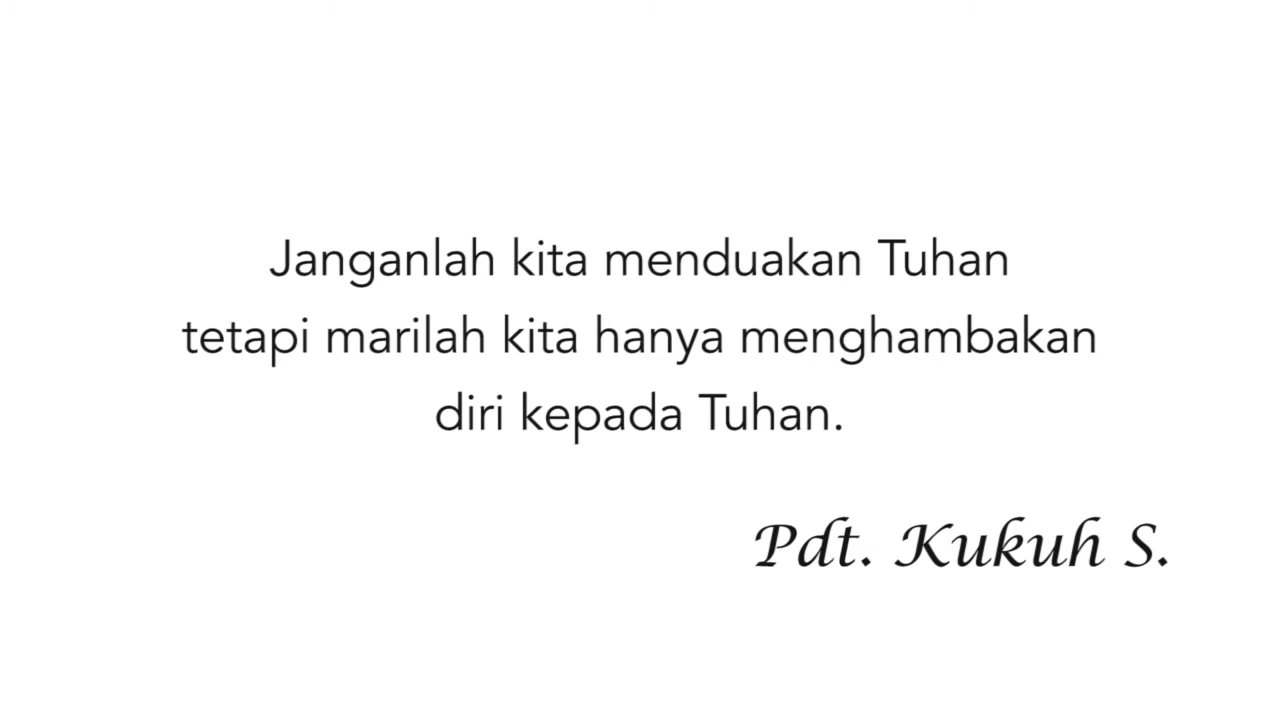 Janganlah kita menduakan Tuhan
tetapi marilah kita hanya menghambakan
diri kepada Tuhan.
Pdt. Kukuh S.